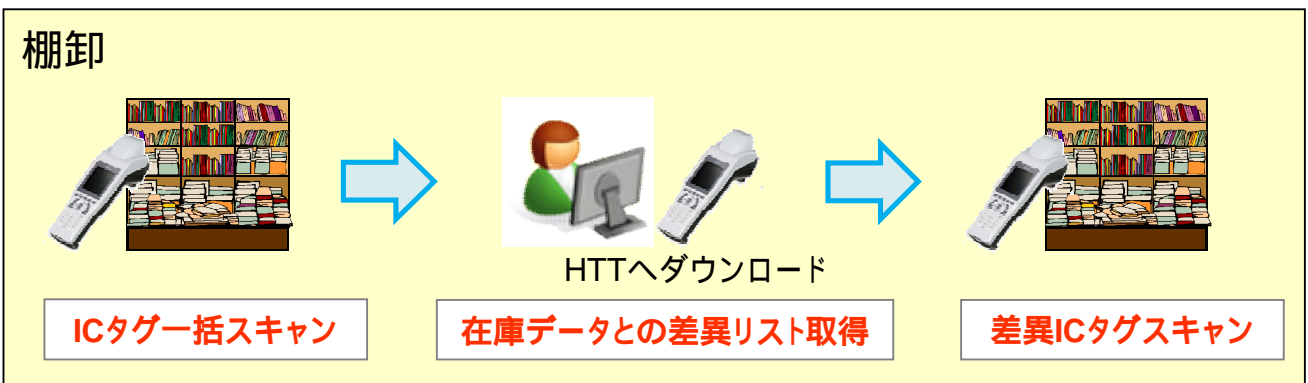 棚卸
HTTへダウンロード
ICタグ一括スキャン
在庫データとの差異リスト取得
差異ICタグスキャン